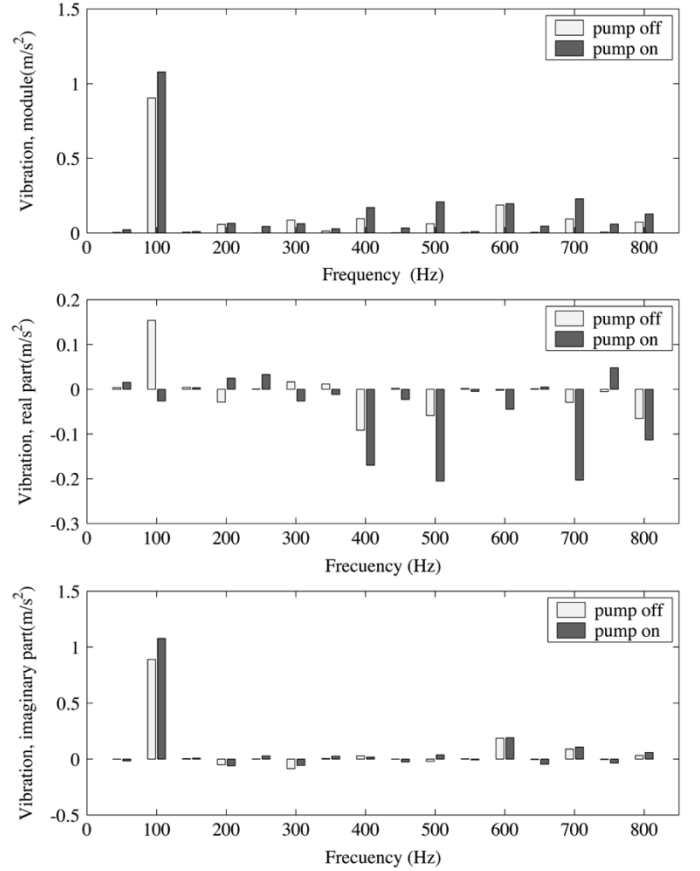 1.5
pump off
pump on
1
0.5
0
Vibration, module(m/s²)
0 100 200 300 400 500 600 700 800
Frequency (Hz)
0.2
pump off
pump on
0.1
0
-0.1
-0.2
-0.3
Vibration, real part(m/s²)
0 100 200 300 400 500 600 700 800
Frecuency (Hz)
1.5
pump off
pump on
1
0.5
0
-0.5
Vibration, imaginary part(m/s²)
0 100 200 300 400 500 600 700 800
Frecuency (Hz)